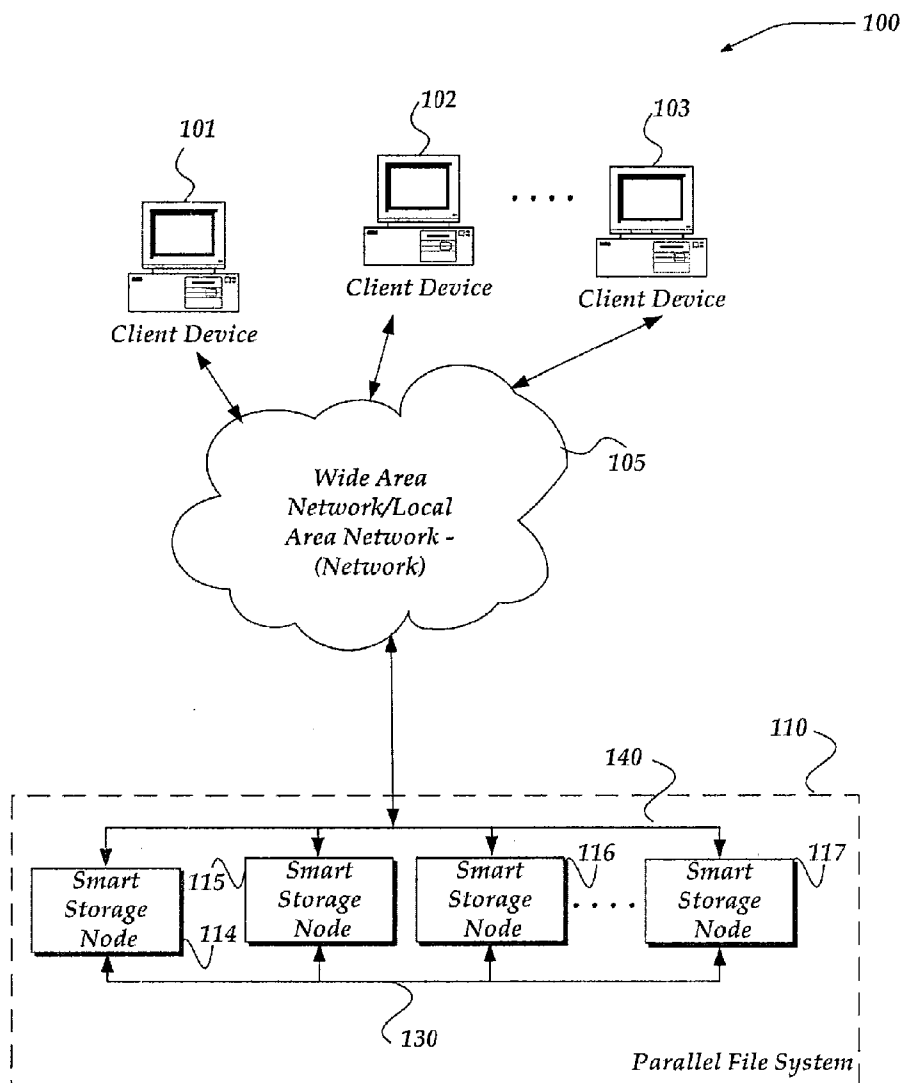 100
102
103
101
. . . .
Client Device
Client Device
Client Device
105
Wide Area
Network/Local
Area Network -
(Network)
110
140
115
116
117
Smart
Storage
Node
Smart
Storage
Node
Smart
Storage
Node
. . . .
Smart
Storage
Node
114
130
Parallel File System